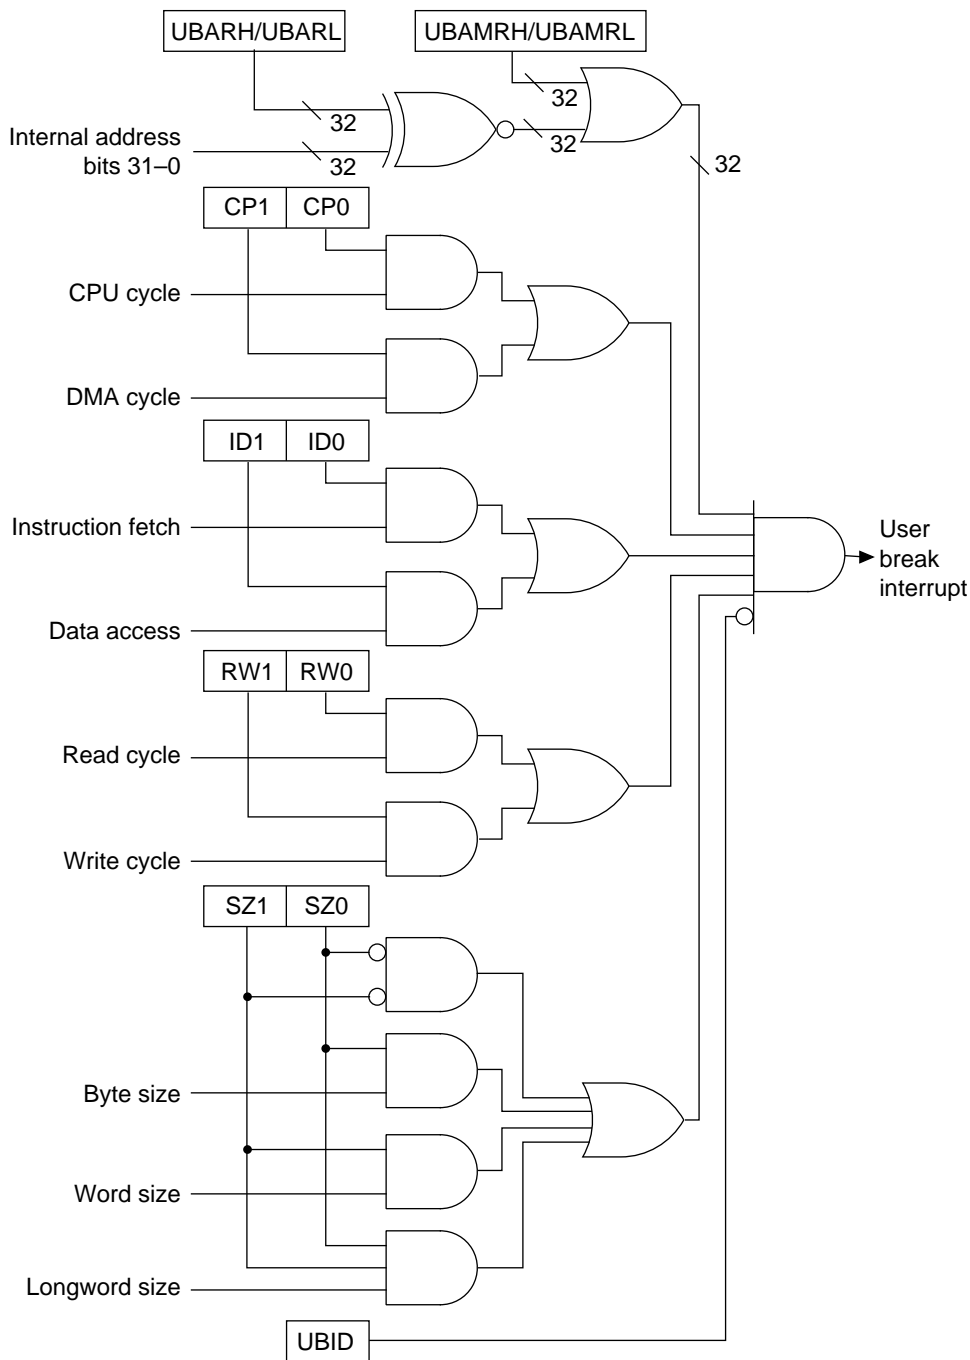 UBARH/UBARL
UBAMRH/UBAMRL
32
32
32
32
32
Internal address
bits 31–0
CP1 CP0
CPU cycle
DMA cycle
ID1 ID0
Instruction fetch
Data access
User
break
interrupt
RW1 RW0
Read cycle
Write cycle
SZ1 SZ0
Byte size
Word size
Longword size
UBID